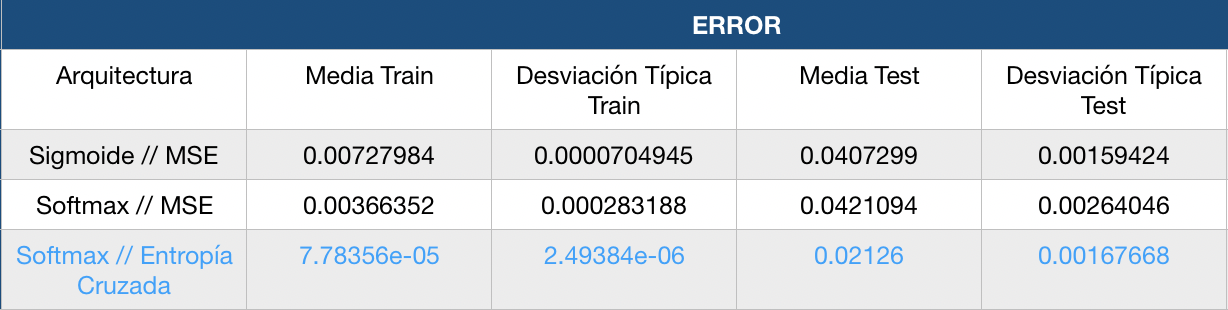 ERROR
Arquitectura Media Train Desviación Típica Media Test Desviación Típica
Train Test
Sigmoide // MSE 0.00727984 0.0000704945 0.0407299 0.00159424
Softmax // MSE 0.00366352 0.000283188 0.0421094 0.00264046
Softmax // Entropía 7.78356e-05 2.49384e-06 0.02126 0.00167668
Cruzada